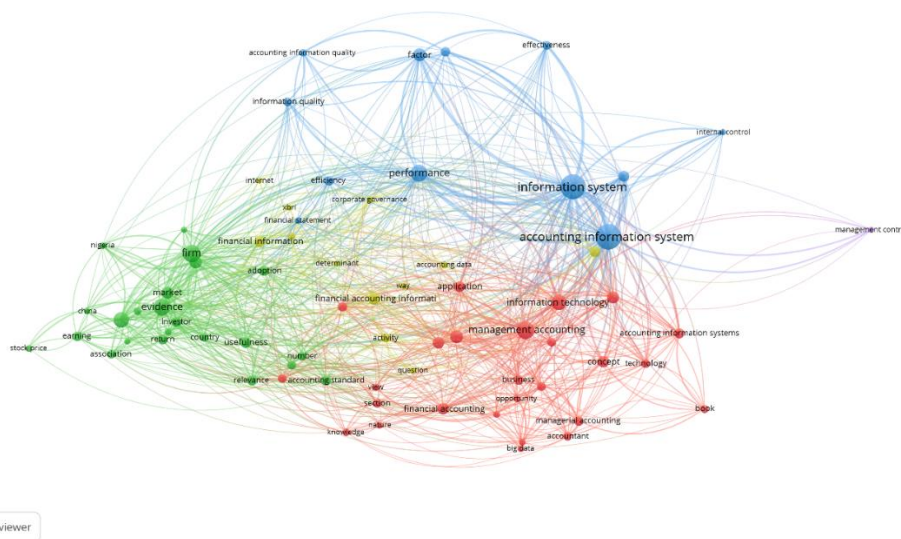 effectiveness
accounting information quality
factor
information quality
internal control
performance
internet
efficiency
information system
corporate governance
xbrl
financial statement
management contr
accounting information system
financial information
nigeria
firm
determinant
accounting data
adoption
way
application
market
financial accounting informati
information technology
evidence
china
investor
management accounting
accounting information systems
earning
return
country
usefulness
activity
stock price
association
number
concept
technology
question
relevance
accounting standard
business
view
opportunity
section
financial accounting
book
managerial accounting
nature
knowledge
accountant
big data
viewer